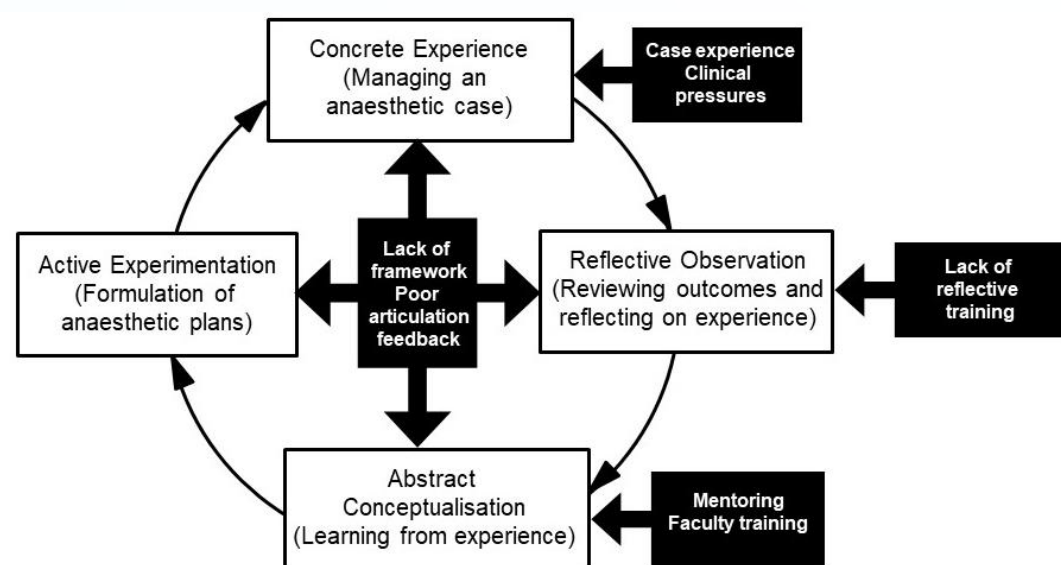 Concrete Experience
(Managing an
anaesthetic case)
Case experience
Clinical
pressures
Active Experimentation
(Formulation of
anaesthetic plans)
Lack of
framework
Poor
articulation
feedback
Reflective Observation
(Reviewing outcomes and
reflecting on experience)
Lack of
reflective
training
Abstract
Conceptualisation
(Learning from experience)
Mentoring
Faculty training